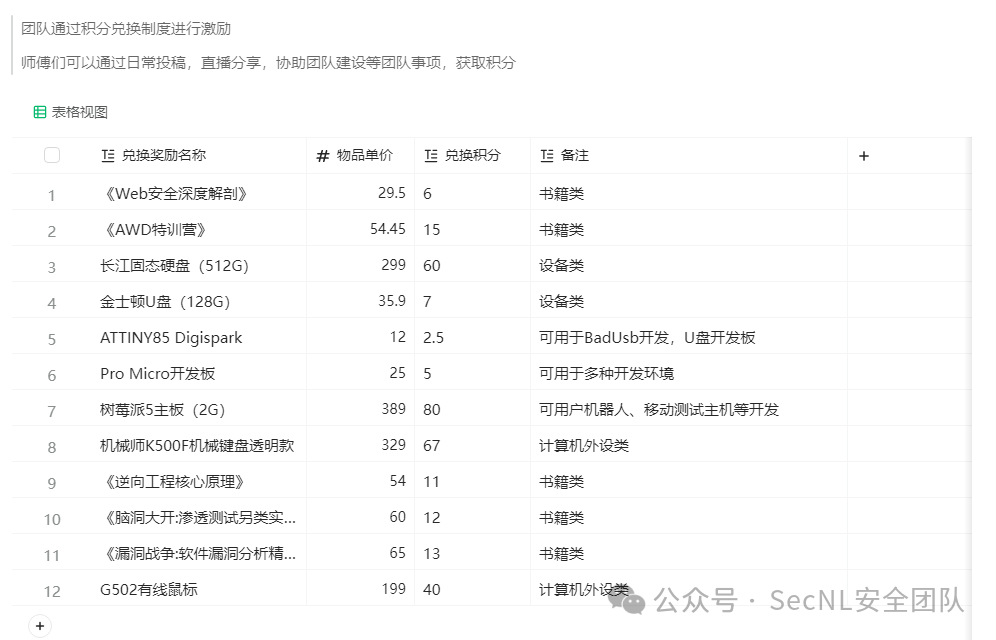 团队通过积分兑换制度进行激励
师傅们可以通过日常投稿，直播分享，协助团队建设等团队事项，获取积分
表格视图
兑换奖励名称 # 物品单价 兑换积分 备注 +
1 《Web安全深度解剖》 29.5 6 书籍类
2 《AWD特训营》 54.45 15 书籍类
3 长江固态硬盘（512G） 299 60 设备类
4 金士顿U盘（128G） 35.9 7 设备类
5 ATTINY85 Digispark 12 2.5 可用于BadUsb开发，U盘开发板
6 Pro Micro开发板 25 5 可用于多种开发环境
7 树莓派5主板（2G） 389 80 可用户机器人、移动测试主机等开发
8 机械师K500F机械键盘透明款 329 67 计算机外设类
9 《逆向工程核心原理》 54 11 书籍类
10 《脑洞大开:渗透测试另类实... 60 12 书籍类
11 《漏洞战争:软件漏洞分析精... 65 13 书籍类
12 G502有线鼠标 199 40 计算机外设类
公众号 · SecNL安全团队
+